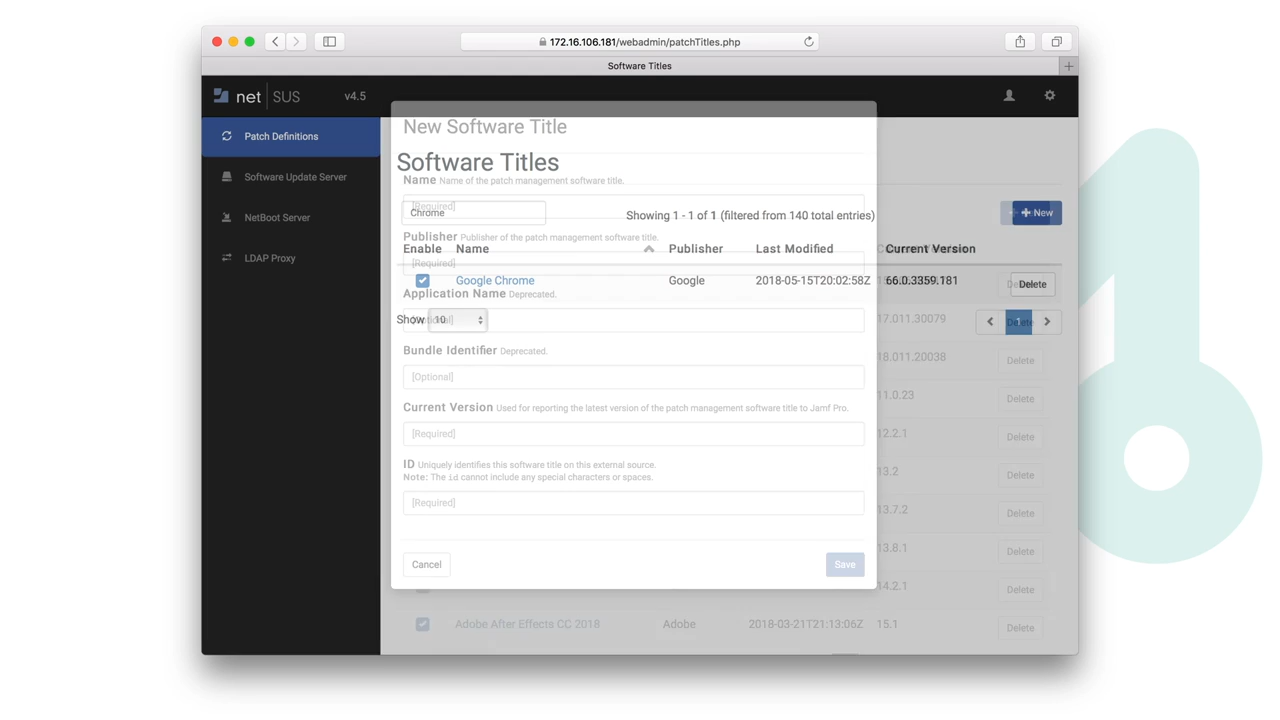 172.16.106.181/webadmin/patchTitles.php
Software Titles
net SUS v4.5
Patch Definitions
Software Update Server
NetBoot Server
LDAP Proxy
New Software Title
Software Titles
Name Name of the patch management software title.
[Required]
Chrome
Showing 1 - 1 of 1 (filtered from 140 total entries)
+ New
Publisher Publisher of the patch management software title.
Enable Name Publisher Last Modified Current Version
[Required]
Google Chrome Google 2018-05-15T20:02:58Z 66.0.3359.181 Delete
Application Name Deprecated.
Show 10
17.011.30079
1
Bundle Identifier Deprecated.
18.011.20038 Delete
[Optional]
11.0.23 Delete
Current Version Used for reporting the latest version of the patch management software title to Jamf Pro.
[Required]
12.2.1 Delete
ID Uniquely identifies this software title on this external source.
Note: The id cannot include any special characters or spaces.
13.2 Delete
[Required]
13.7.2 Delete
13.8.1 Delete
Cancel Save
14.2.1 Delete
Adobe After Effects CC 2018 Adobe 2018-03-21T21:13:06Z 15.1 Delete